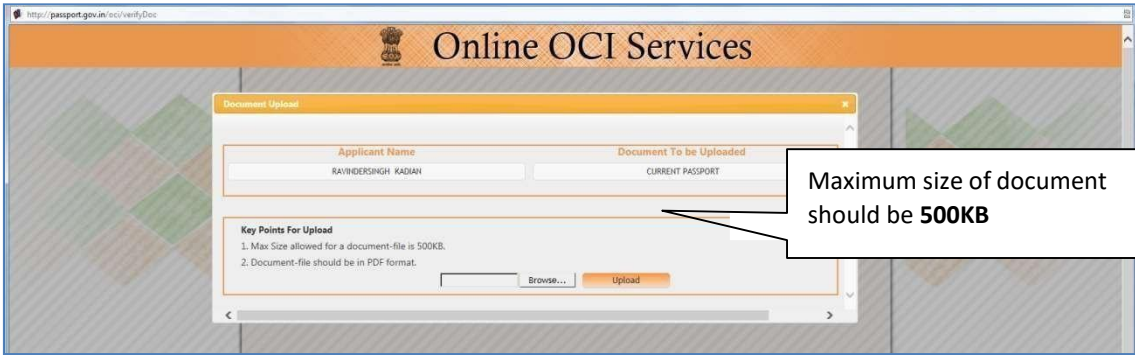 http://passport.gov.in/oci/verifyDoc
Online OCI Services
Document Upload
Applicant Name
Document To be Uploaded
RAVINDERSINGH KADIAN
CURRENT PASSPORT
Maximum size of document
should be 500KB
Key Points For Upload
1. Max Size allowed for a document-file is 500KB.
2. Document-file should be in PDF format.
Browse...
Upload